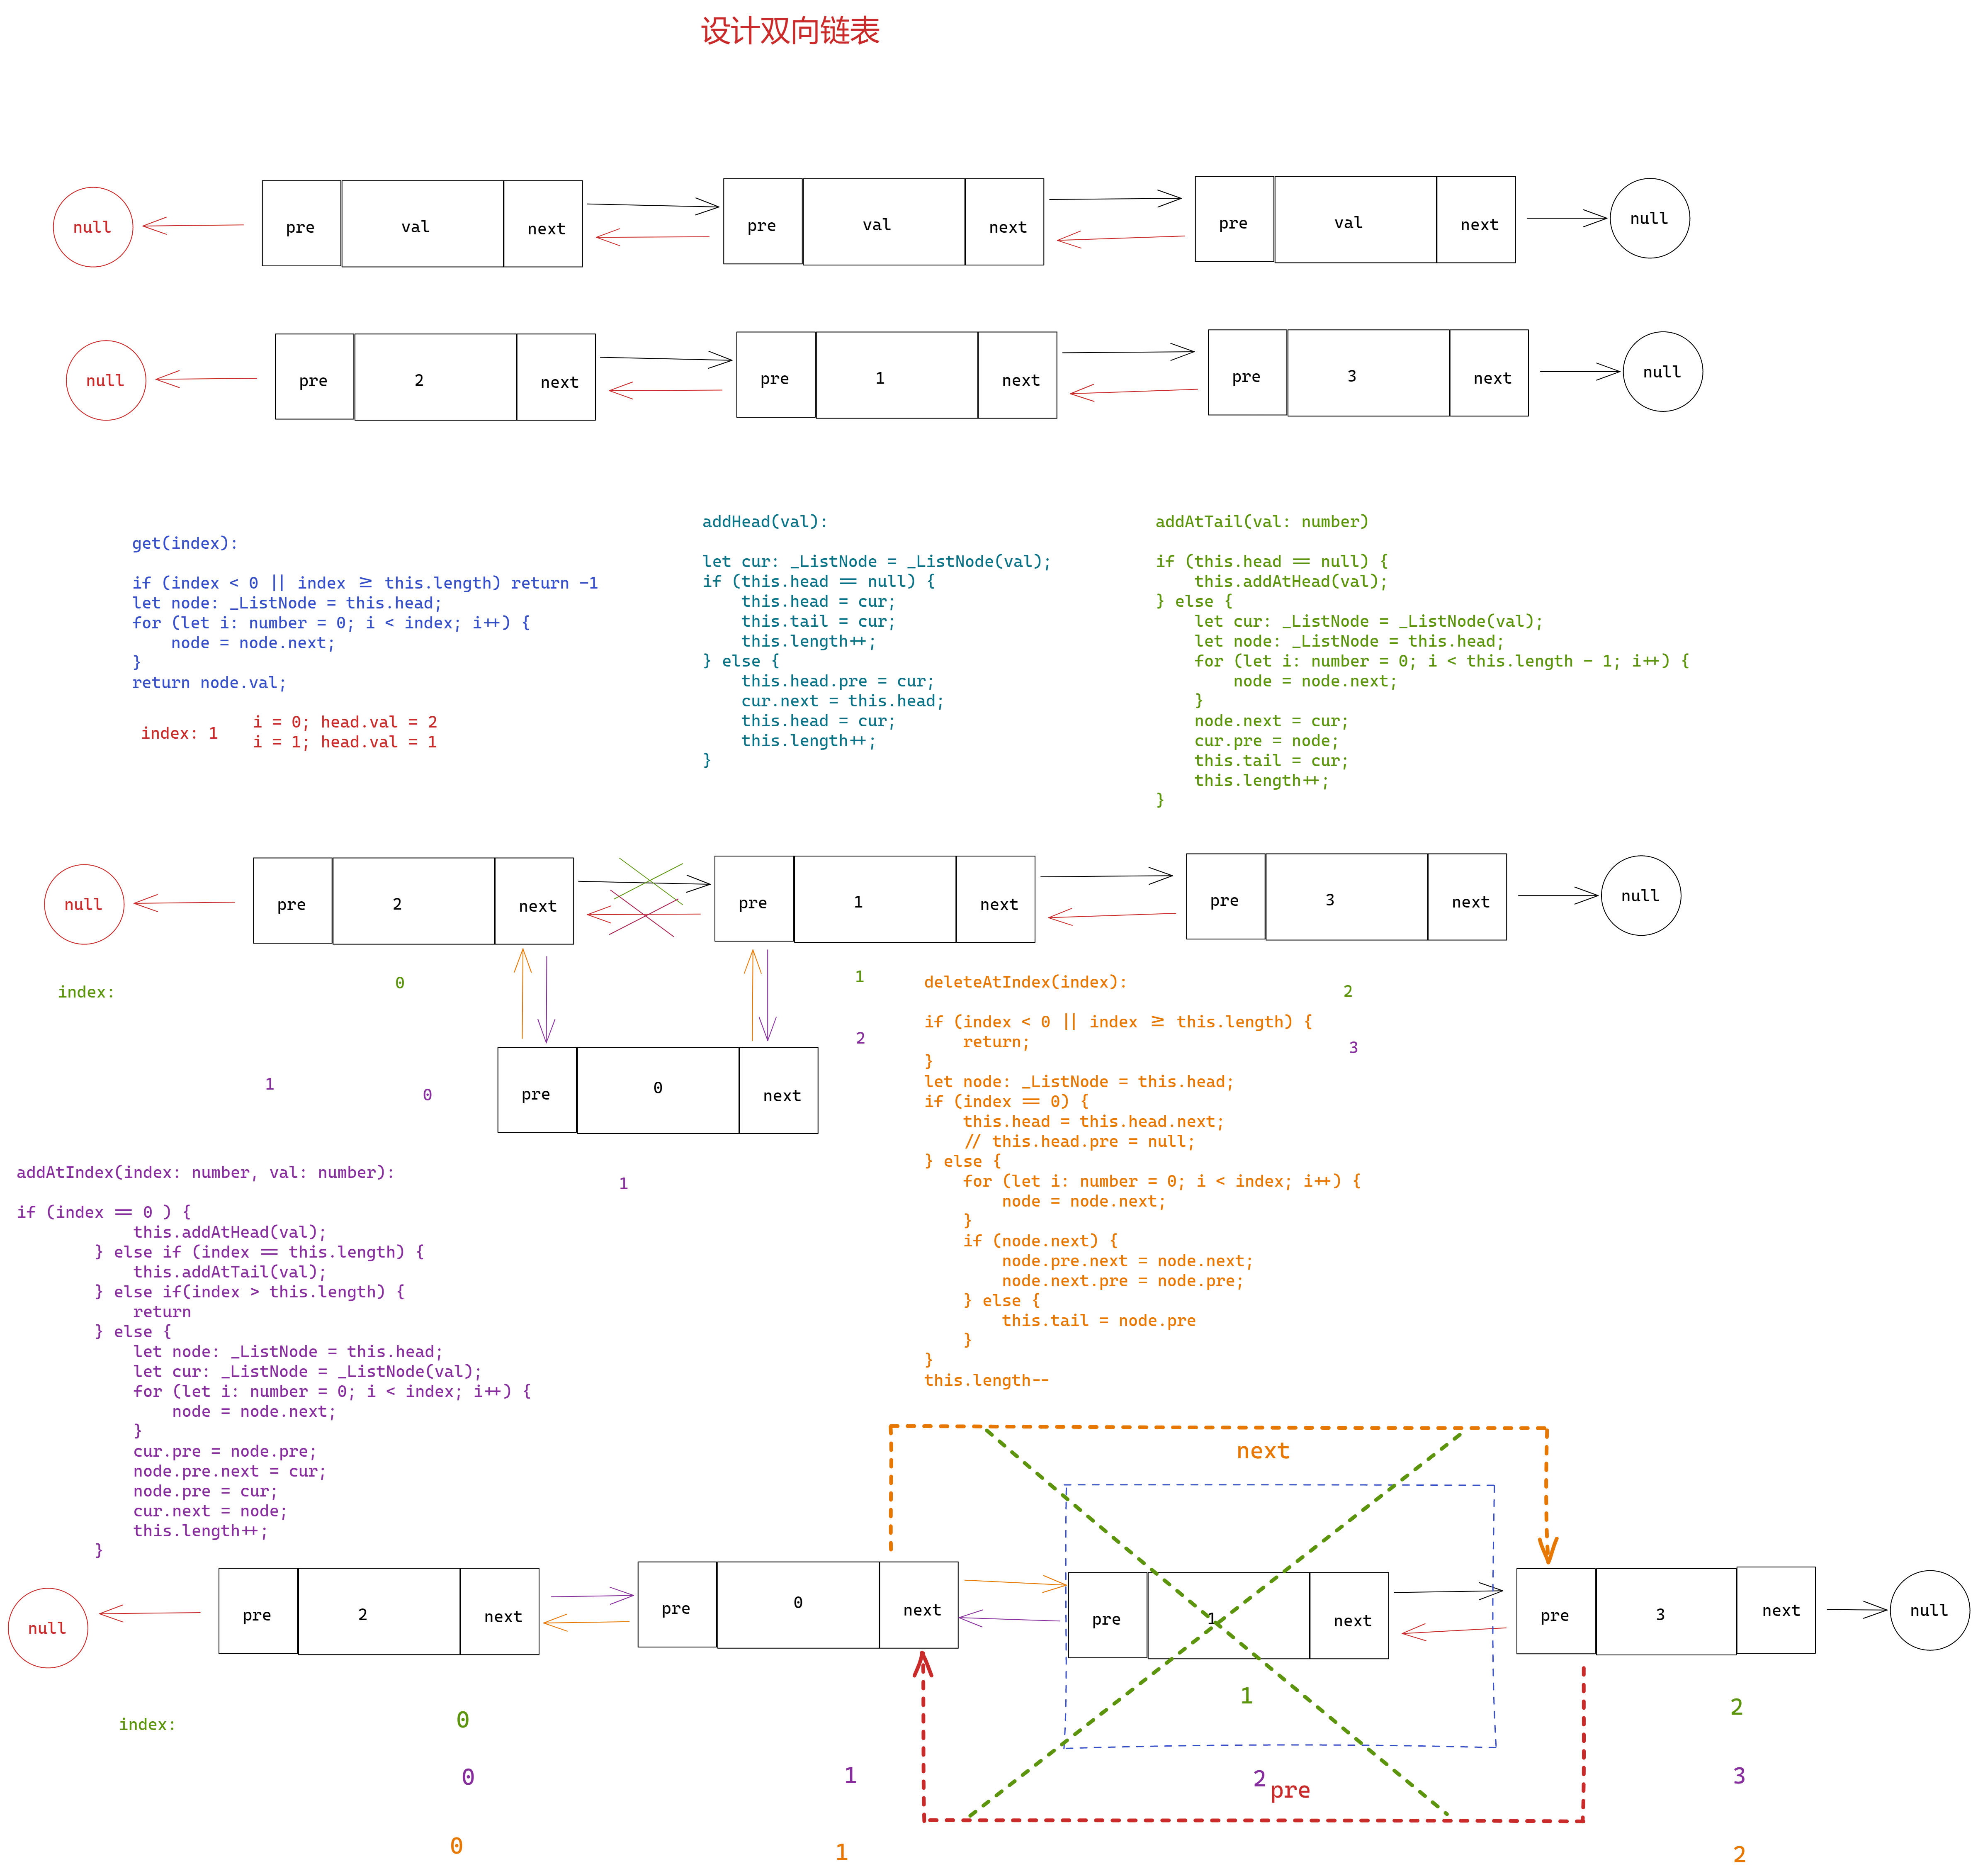 设计双向链表
null
pre val next
pre val next
pre val next
null
null
pre 2 next
pre 1 next
pre 3 next
null
get(index):
if (index < 0 || index ≥ this.length) return -1
let node: _ListNode = this.head;
for (let i: number = 0; i < index; i++) {
    node = node.next;
}
return node.val;
index: 1
i = 0; head.val = 2
i = 1; head.val = 1
addHead(val):
let cur: _ListNode = _ListNode(val);
if (this.head == null) {
    this.head = cur;
    this.tail = cur;
    this.length++;
} else {
    this.head.pre = cur;
    cur.next = this.head;
    this.head = cur;
    this.length++;
}
addAtTail(val: number)
if (this.head == null) {
    this.addAtHead(val);
} else {
    let cur: _ListNode = _ListNode(val);
    let node: _ListNode = this.head;
    for (let i: number = 0; i < this.length - 1; i++) {
        node = node.next;
    }
    node.next = cur;
    cur.pre = node;
    this.tail = cur;
    this.length++;
}
null
pre 2 next
pre 1 next
pre 3 next
null
index:
0
1
2
2
3
1
0
pre 0 next
1
addAtIndex(index: number, val: number):
if (index == 0 ) {
            this.addAtHead(val);
        } else if (index == this.length) {
            this.addAtTail(val);
        } else if(index > this.length) {
            return
        } else {
            let node: _ListNode = this.head;
            let cur: _ListNode = _ListNode(val);
            for (let i: number = 0; i < index; i++) {
                node = node.next;
            }
            cur.pre = node.pre;
            node.pre.next = cur;
            node.pre = cur;
            cur.next = node;
            this.length++;
        }
deleteAtIndex(index):
if (index < 0 || index ≥ this.length) {
    return;
}
let node: _ListNode = this.head;
if (index == 0) {
    this.head = this.head.next;
    // this.head.pre = null;
} else {
    for (let i: number = 0; i < index; i++) {
        node = node.next;
    }
    if (node.next) {
        node.pre.next = node.next;
        node.next.pre = node.pre;
    } else {
        this.tail = node.pre
    }
}
this.length--
next
null
pre 2 next
pre 0 next
pre 1 next
pre 3 next
null
index:
0
1
2
0
1
2
3
pre
0
1
2